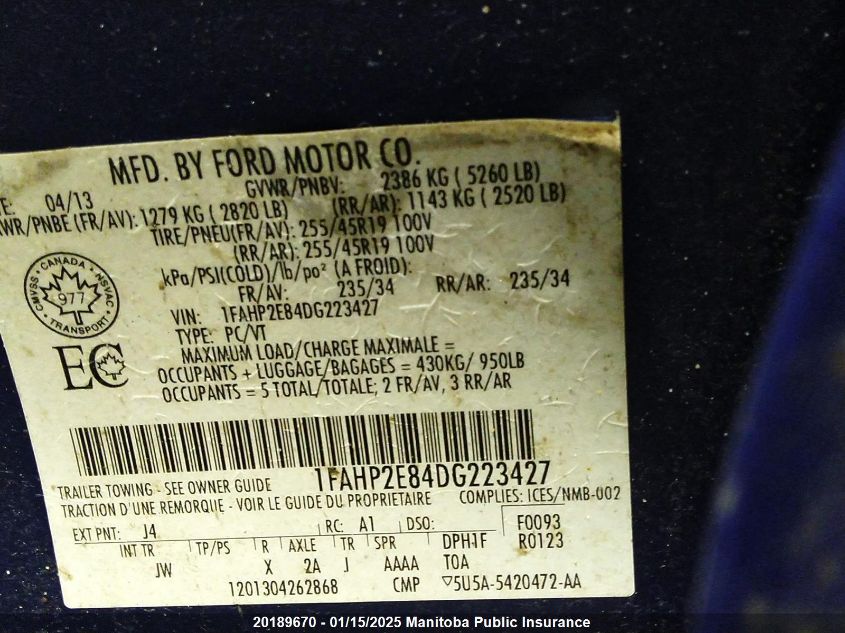 MFD. BY FORD MOTOR CO.
04/13 GVWR/PNBV: 2386 KG ( 5260 LB)
WR/PNBE (FR/AV): 1279 KG ( 2820 LB) (RR/AR): 1143 KG ( 2520 LB)
TIRE/PNEU(FR/AV): 255/45R19 100V
(RR/AR): 255/45R19 100V
kPa/PSI(COLD)/lb/po² (A FROID):
FR/AV: 235/34 RR/AR: 235/34
CANADA CMVSS NSVAC 977 TRANSPORT
VIN: 1FAHP2E84DG223427
TYPE: PC/VT
EC
MAXIMUM LOAD/CHARGE MAXIMALE =
OCCUPANTS + LUGGAGE/BAGAGES = 430KG/ 950LB
OCCUPANTS = 5 TOTAL/TOTALE; 2 FR/AV, 3 RR/AR
1FAHP2E84DG223427
TRAILER TOWING - SEE OWNER GUIDE
TRACTION D'UNE REMORQUE - VOIR LE GUIDE DU PROPRIETAIRE COMPLIES: ICES/NMB-002
EXT PNT: J4 RC: A1 DSO: F0093
INT TR TP/PS R AXLE TR SPR DPH1F R0123
JW X 2A J AAAA TOA
1201304262868 CMP ▽5U5A-5420472-AA
20189670 - 01/15/2025 Manitoba Public Insurance